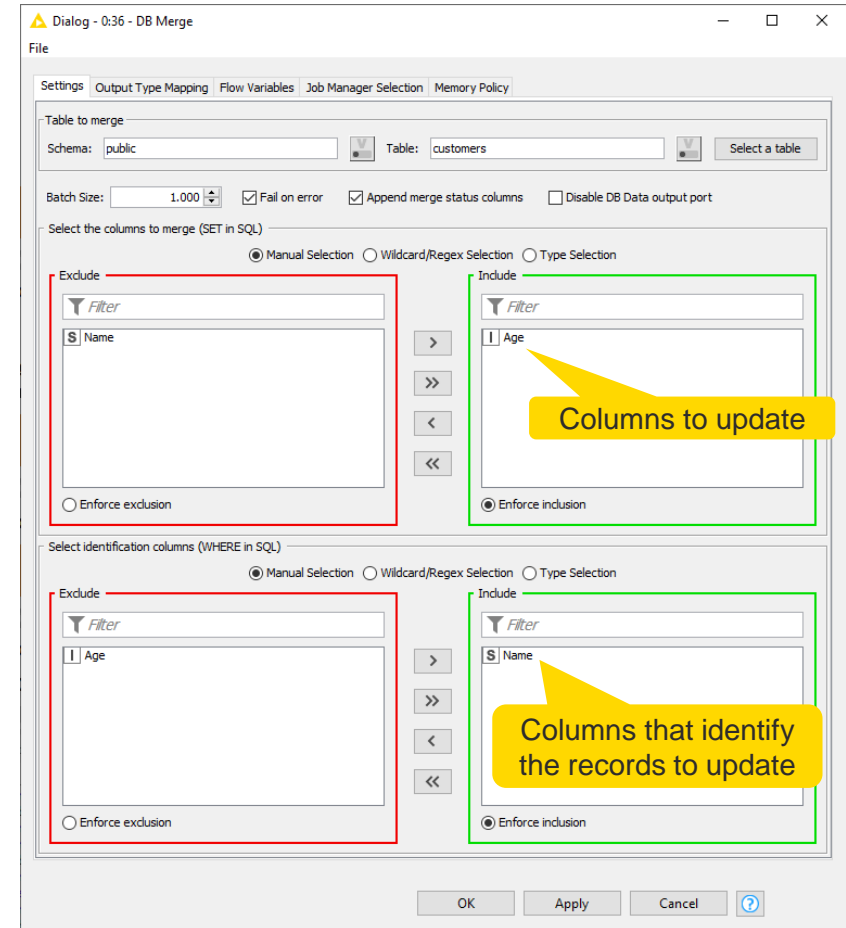 Dialog - 0:36 - DB Merge
File
Settings Output Type Mapping Flow Variables Job Manager Selection Memory Policy
Table to merge
Schema: public V Table: customers V Select a table
Batch Size: 1.000 Fail on error Append merge status columns Disable DB Data output port
Select the columns to merge (SET in SQL)
Manual Selection Wildcard/Regex Selection Type Selection
Exclude Include
Filter Filter
S Name > I Age
>>
Columns to update
<
<<
Enforce exclusion Enforce inclusion
Select identification columns (WHERE in SQL)
Manual Selection Wildcard/Regex Selection Type Selection
Exclude Include
Filter Filter
I Age > S Name
>>
Columns that identify
<
the records to update
<<
Enforce exclusion Enforce inclusion
OK Apply Cancel ?